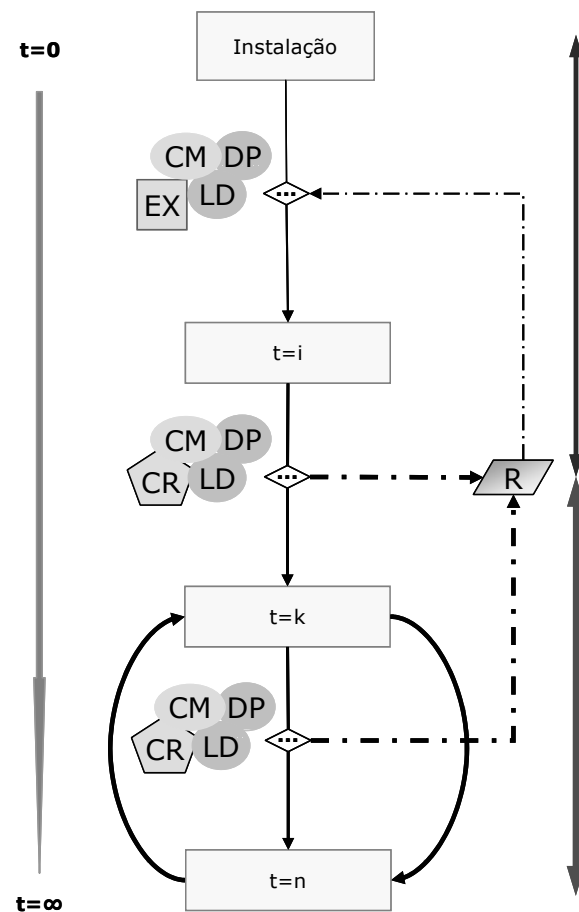 t=0
Instalação
CM DP
EX LD
...
t=i
CM DP
CR LD
...
R
t=k
CM DP
CR LD
...
t=n
t=∞